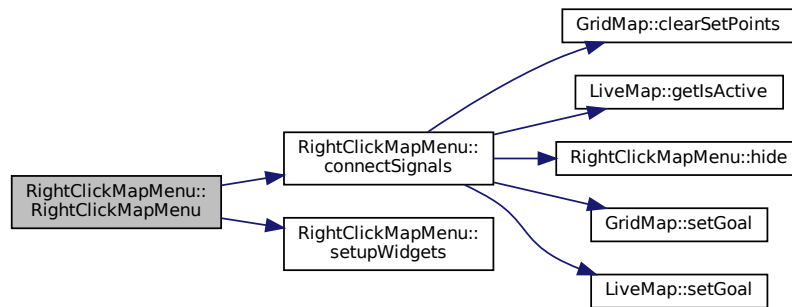 RightClickMapMenu::
RightClickMapMenu
RightClickMapMenu::
connectSignals
RightClickMapMenu::
setupWidgets
GridMap::clearSetPoints
LiveMap::getIsActive
RightClickMapMenu::hide
GridMap::setGoal
LiveMap::setGoal